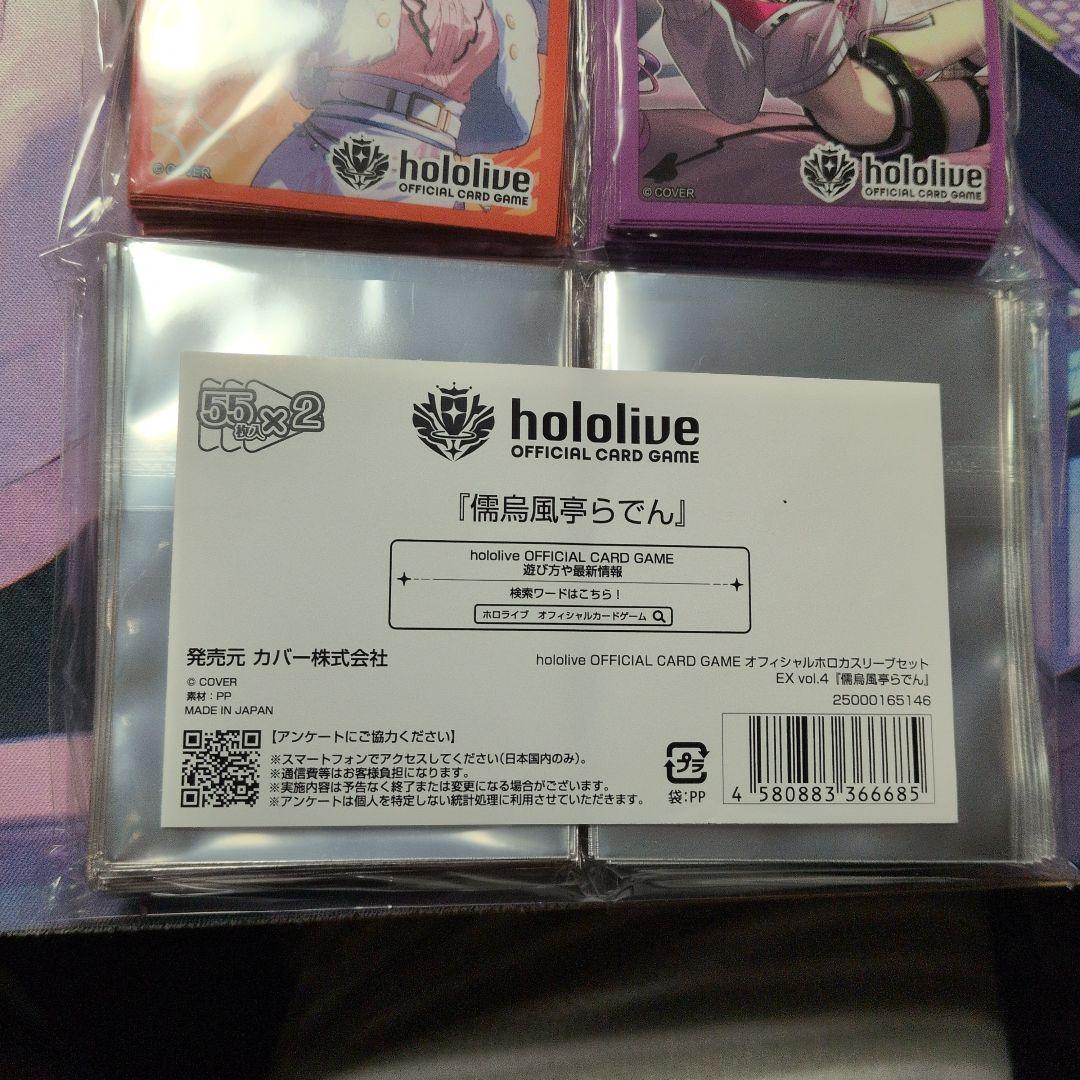 © COVER
hololive
OFFICIAL CARD GAME
© COVER
hololive
OFFICIAL CARD GAME
55枚入×2
hololive
OFFICIAL CARD GAME
『儒烏風亭らでん』
hololive OFFICIAL CARD GAME
遊び方や最新情報
検索ワードはこちら！
ホロライブ オフィシャルカードゲーム
発売元 カバー株式会社
© COVER
素材：PP
MADE IN JAPAN
hololive OFFICIAL CARD GAME オフィシャルホロカスリーブセット
EX vol.4『儒烏風亭らでん』
25000165146
【アンケートにご協力ください】
※スマートフォンでアクセスしてください(日本国内のみ)。
※通信費等はお客様負担になります。
※実施内容は予告なく終了または変更になる場合がございます。
※アンケートは個人を特定しない統計処理に利用させていただきます。
プラ
袋：PP
4 580883 366685